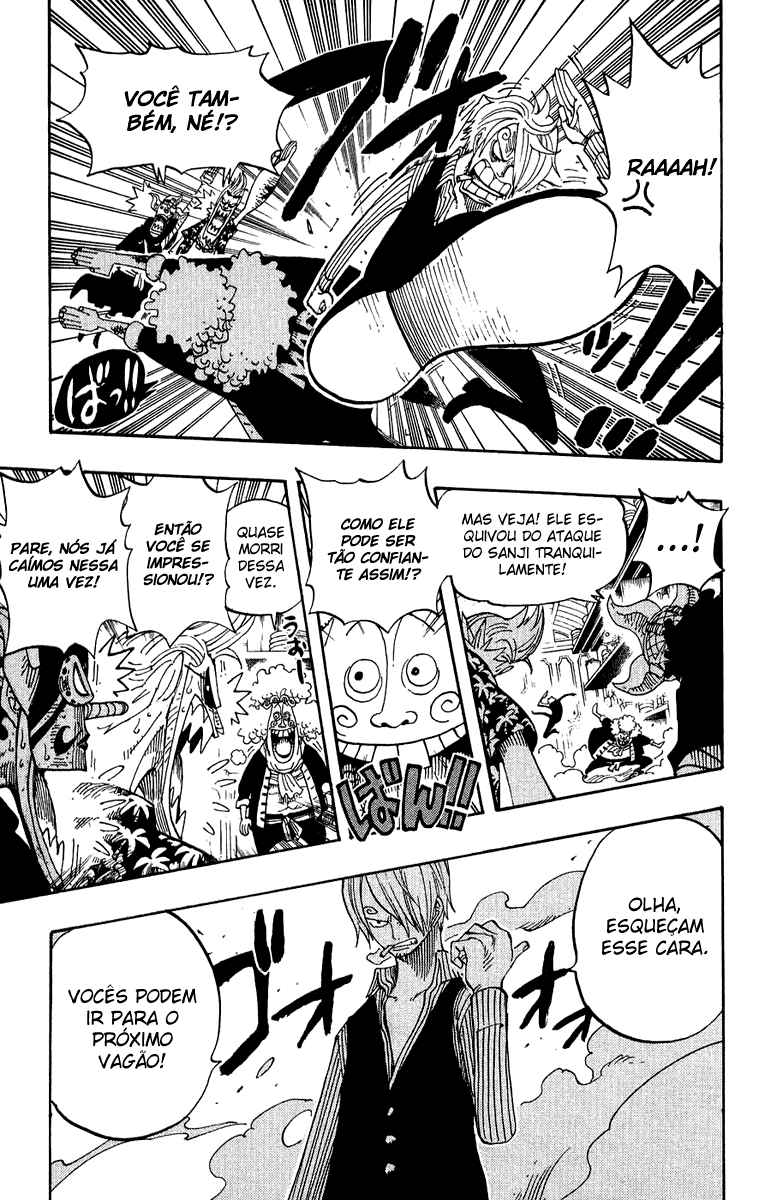 RAAAAH!
ブオオ
VOCÊ TAM-
BÉM, NÉ!?
ばっ!!
...!
MAS VEJA! ELE ES-
QUIVOU DO ATAQUE
DO SANJI TRANQUI-
LAMENTE!
COMO ELE
PODE SER
TÃO CONFIAN-
TE ASSIM!?
ばん!!
QUASE
MORRI
DESSA
VEZ.
ENTÃO
VOCÊ SE
IMPRES-
SIONOU!?
PARE, NÓS JÁ
CAÍMOS NESSA
UMA VEZ!
OLHA,
ESQUEÇAM
ESSE CARA.
ゴオオ
VOCÊS PODEM
IR PARA O
PRÓXIMO
VAGÃO!